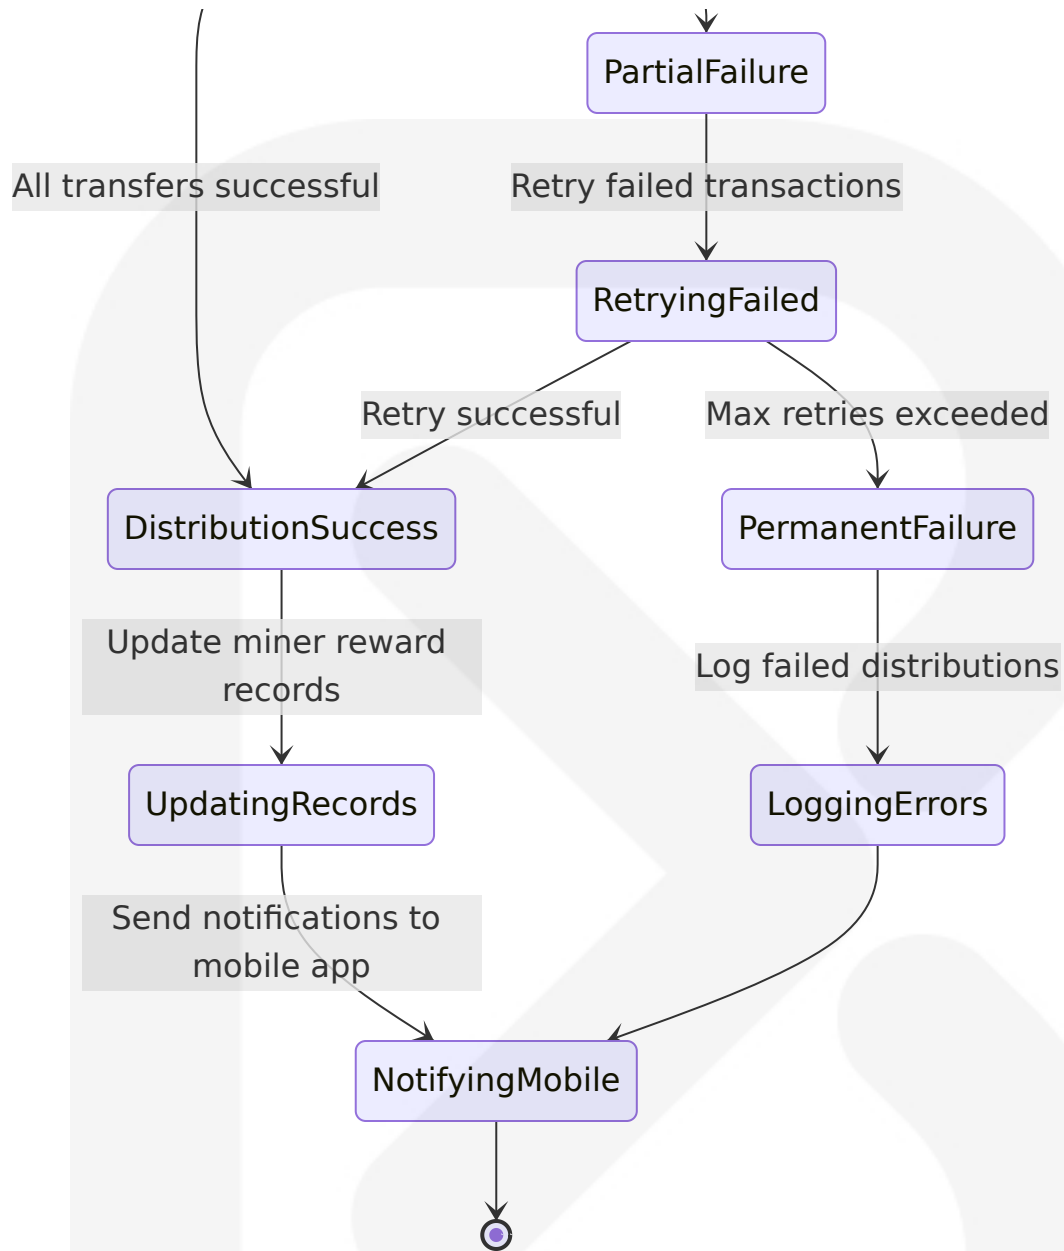 PartialFailure
All transfers successful
Retry failed transactions
RetryingFailed
Retry successful
Max retries exceeded
DistributionSuccess
PermanentFailure
Update miner reward
records
Log failed distributions
UpdatingRecords
LoggingErrors
Send notifications to
mobile app
NotifyingMobile